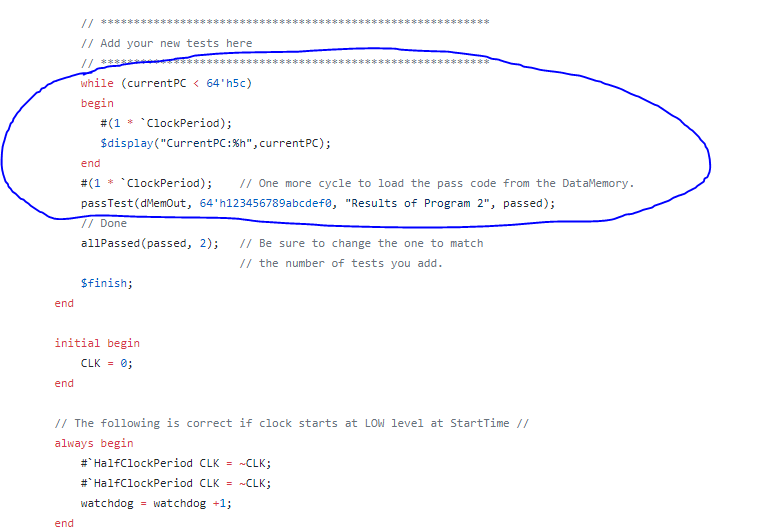 // ************************************************************
// Add your new tests here
// ************************************************************
while (currentPC < 64'h5c)
begin
#(1 * `ClockPeriod);
$display("CurrentPC:%h",currentPC);
end
#(1 * `ClockPeriod);    // One more cycle to load the pass code from the DataMemory.
passTest(dMemOut, 64'h123456789abcdef0, "Results of Program 2", passed);
// Done
allPassed(passed, 2);   // Be sure to change the one to match
// the number of tests you add.
$finish;
end
initial begin
CLK = 0;
end
// The following is correct if clock starts at LOW level at StartTime //
always begin
#`HalfClockPeriod CLK = ~CLK;
#`HalfClockPeriod CLK = ~CLK;
watchdog = watchdog +1;
end